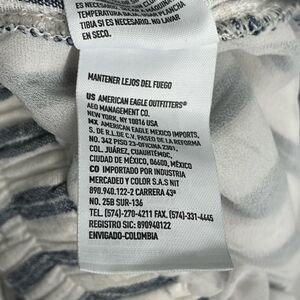 ES NECESARIO.
TEMPERATURA BAJA
TIBIA SI ES NECESARIO. NO LAVAR
EN SECO.
MANTENER LEJOS DEL FUEGO
US AMERICAN EAGLE OUTFITTERS®
AEO MANAGEMENT CO.
NEW YORK, NY 10016 USA
MX AMERICAN EAGLE MEXICO IMPORTS,
S. DE R.L. DE C.V. PASEO DE LA REFORMA
NO. 342 PISO 23-OFICINA 2301,
COL. JUÁREZ, CUAUHTÉMOC,
CIUDAD DE MÉXICO, 06600, MÉXICO
CO IMPORTADO POR INDUSTRIA
MERCADEO Y COLOR S.A.S NIT
890.940.122-2 CARRERA 43ª
NO. 25B SUR-136
TEL. (574)-270-4211 FAX. (574)-331-4445
REGISTRO SIC: 890940122
ENVIGADO-COLOMBIA